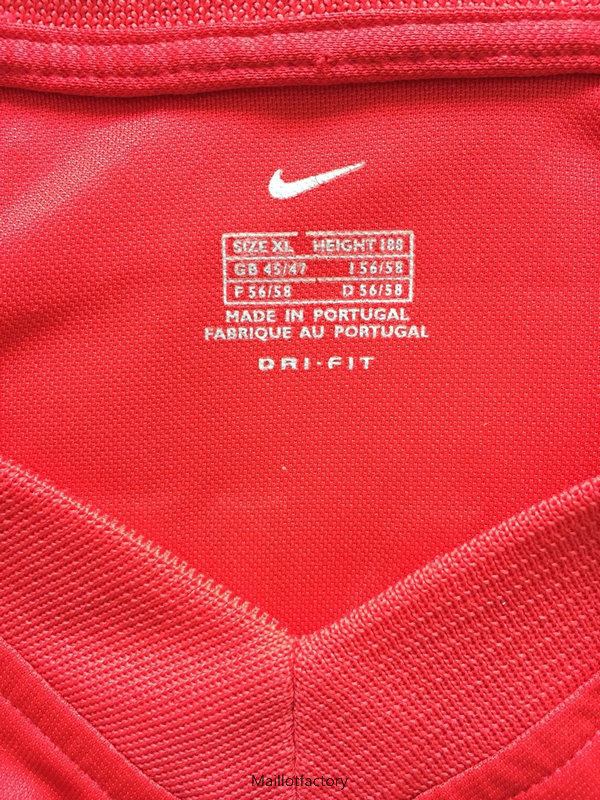 SIZE XL HEIGHT 188
GB 45/47 I 56/58
F 56/58 D 56/58
MADE IN PORTUGAL
FABRIQUE AU PORTUGAL
DRI-FIT
Maillotfactory